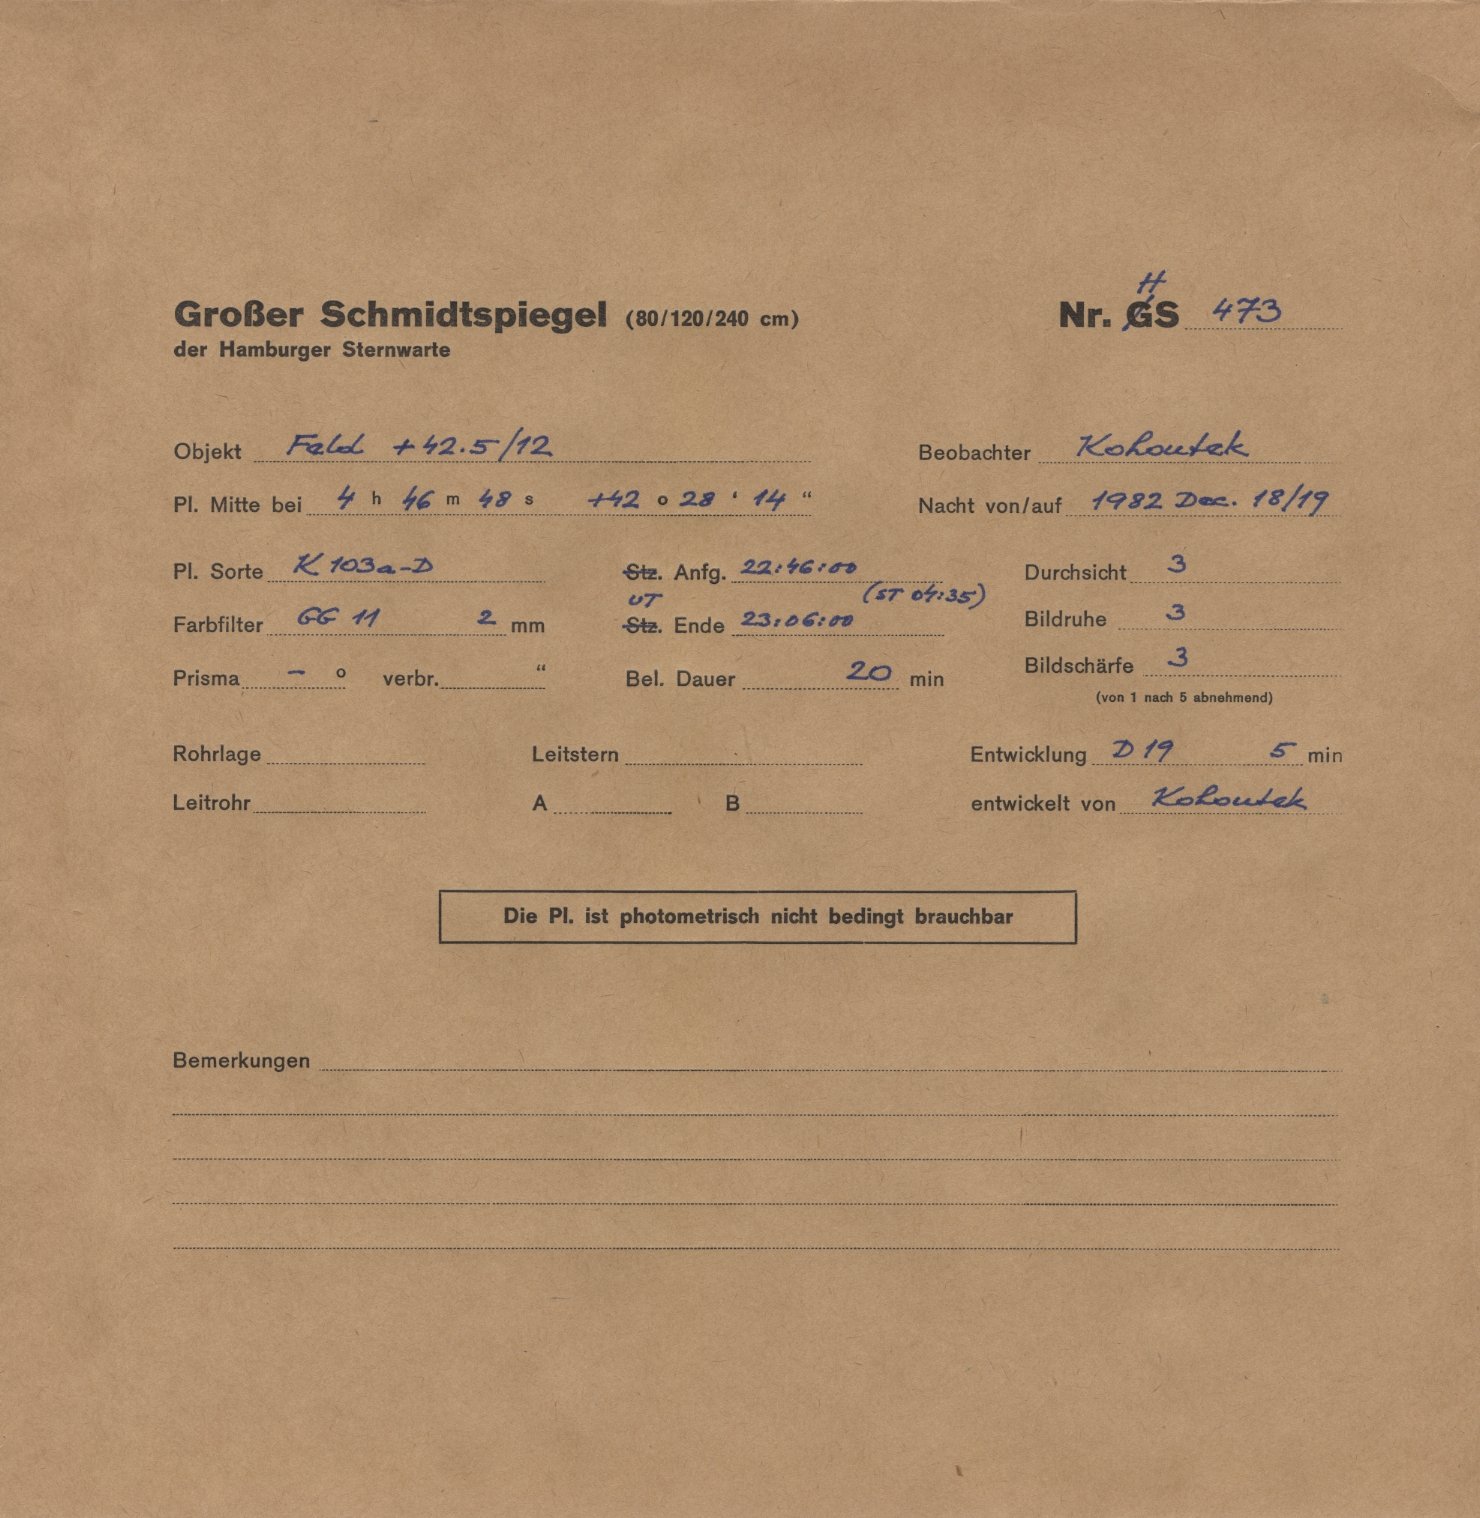 H
Großer Schmidtspiegel (80/120/240 cm) Nr. GS 473
der Hamburger Sternwarte
Objekt Feld +42.5/12 Beobachter Kohoutek
Pl. Mitte bei 4 h 46 m 48 s +42 o 28 ‘ 14 “ Nacht von/auf 1982 Dec. 18/19
Pl. Sorte K 103a-D Stz. Anfg. 22:46:00 Durchsicht 3
UT (ST 04:35)
Farbfilter GG 11 2 mm Stz. Ende 23:06:00 Bildruhe 3
Prisma – o verbr. “ Bel. Dauer 20 min Bildschärfe 3
(von 1 nach 5 abnehmend)
Rohrlage Leitstern Entwicklung D 19 5 min
Leitrohr A B entwickelt von Kohoutek
Die Pl. ist photometrisch nicht bedingt brauchbar
Bemerkungen